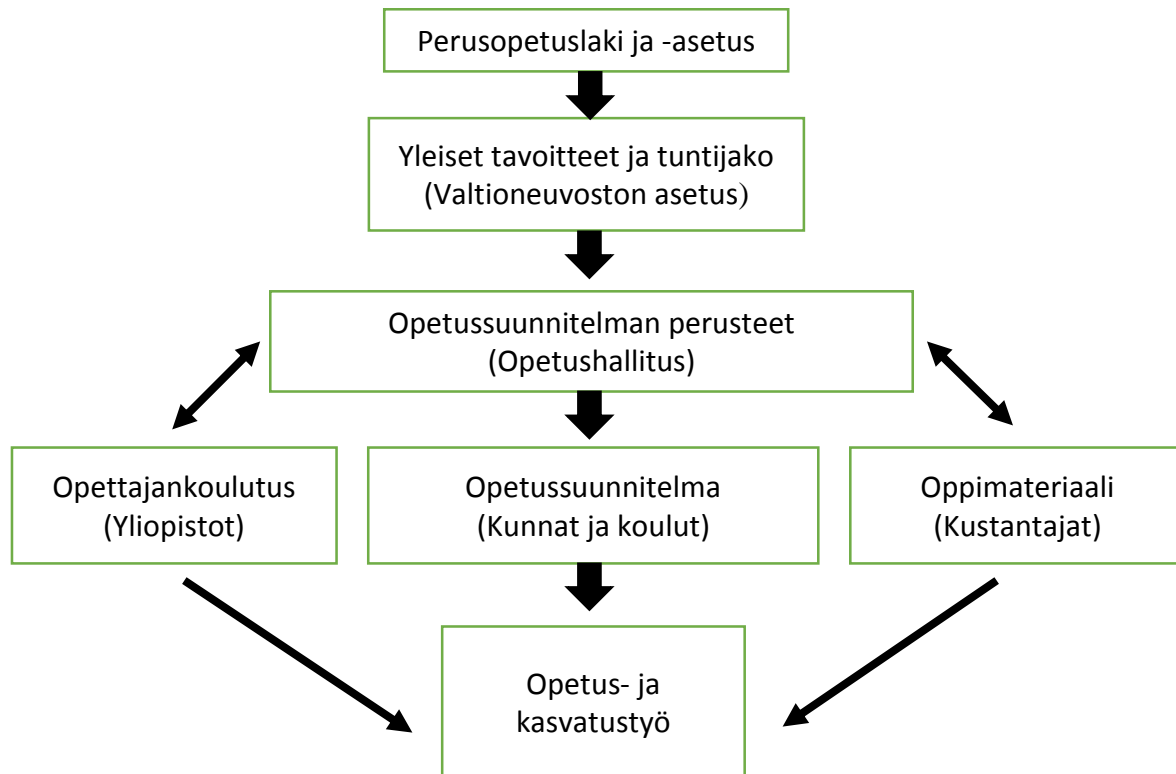 Perusopetuslaki ja -asetus
Yleiset tavoitteet ja tuntijako
(Valtioneuvoston asetus)
Opetussuunnitelman perusteet
(Opetushallitus)
Opettajankoulutus
(Yliopistot)
Opetussuunnitelma
(Kunnat ja koulut)
Oppimateriaali
(Kustantajat)
Opetus- ja
kasvatustyö